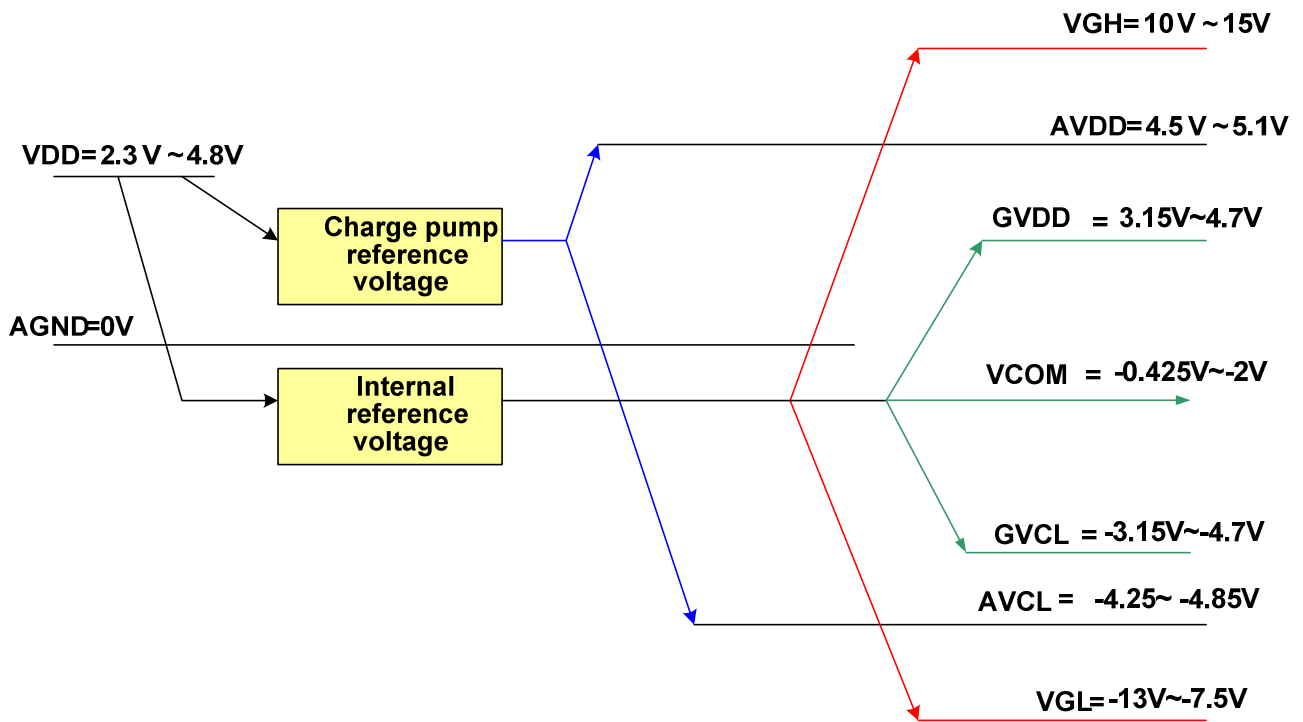 VGH=10V ~15V
AVDD=4.5V ~5.1V
VDD=2.3V ~4.8V
Charge pump
reference
voltage
GVDD = 3.15V~4.7V
AGND=0V
Internal
reference
voltage
VCOM = -0.425V~-2V
GVCL = -3.15V~-4.7V
AVCL = -4.25~ -4.85V
VGL=-13V~-7.5V